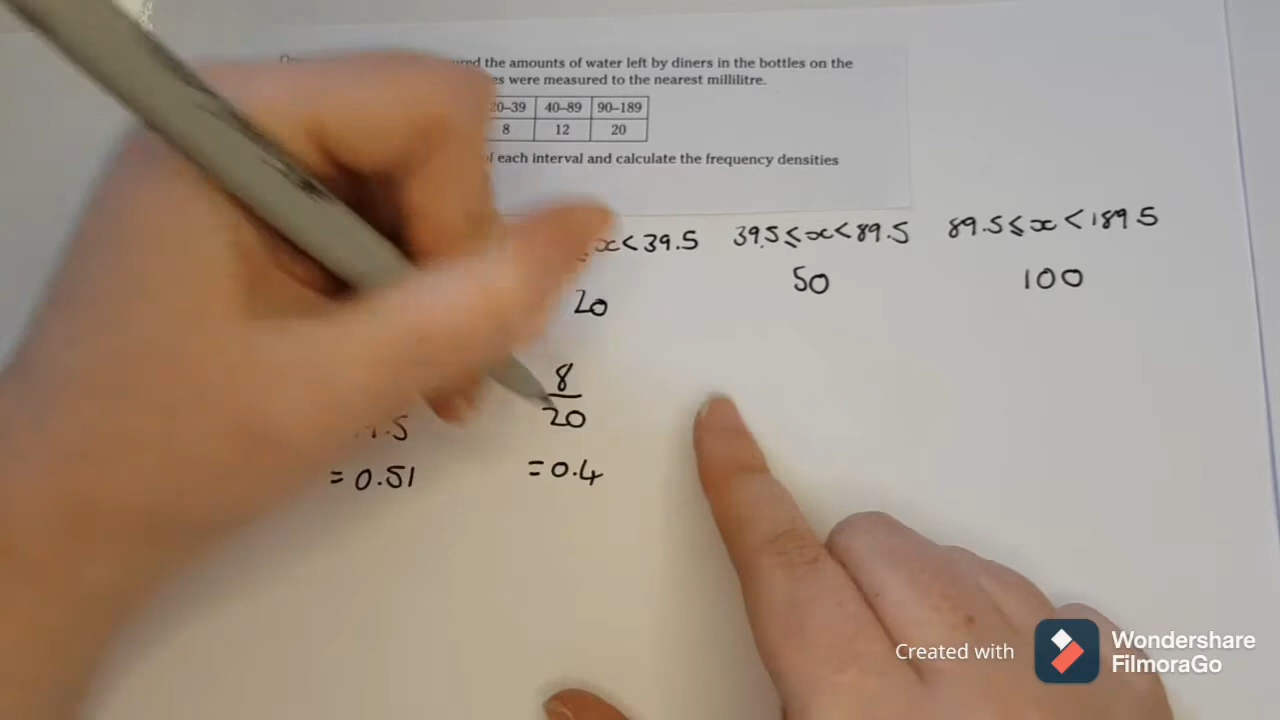 the amounts of water left by diners in the bottles on the
were measured to the nearest millilitre.
20–39 40–89 90–189
8 12 20
each interval and calculate the frequency densities
x<39.5 39.5≤x<89.5 89.5≤x<189.5
20 50 100
8
20
=0.51 =0.4
Created with
Wondershare
FilmoraGo